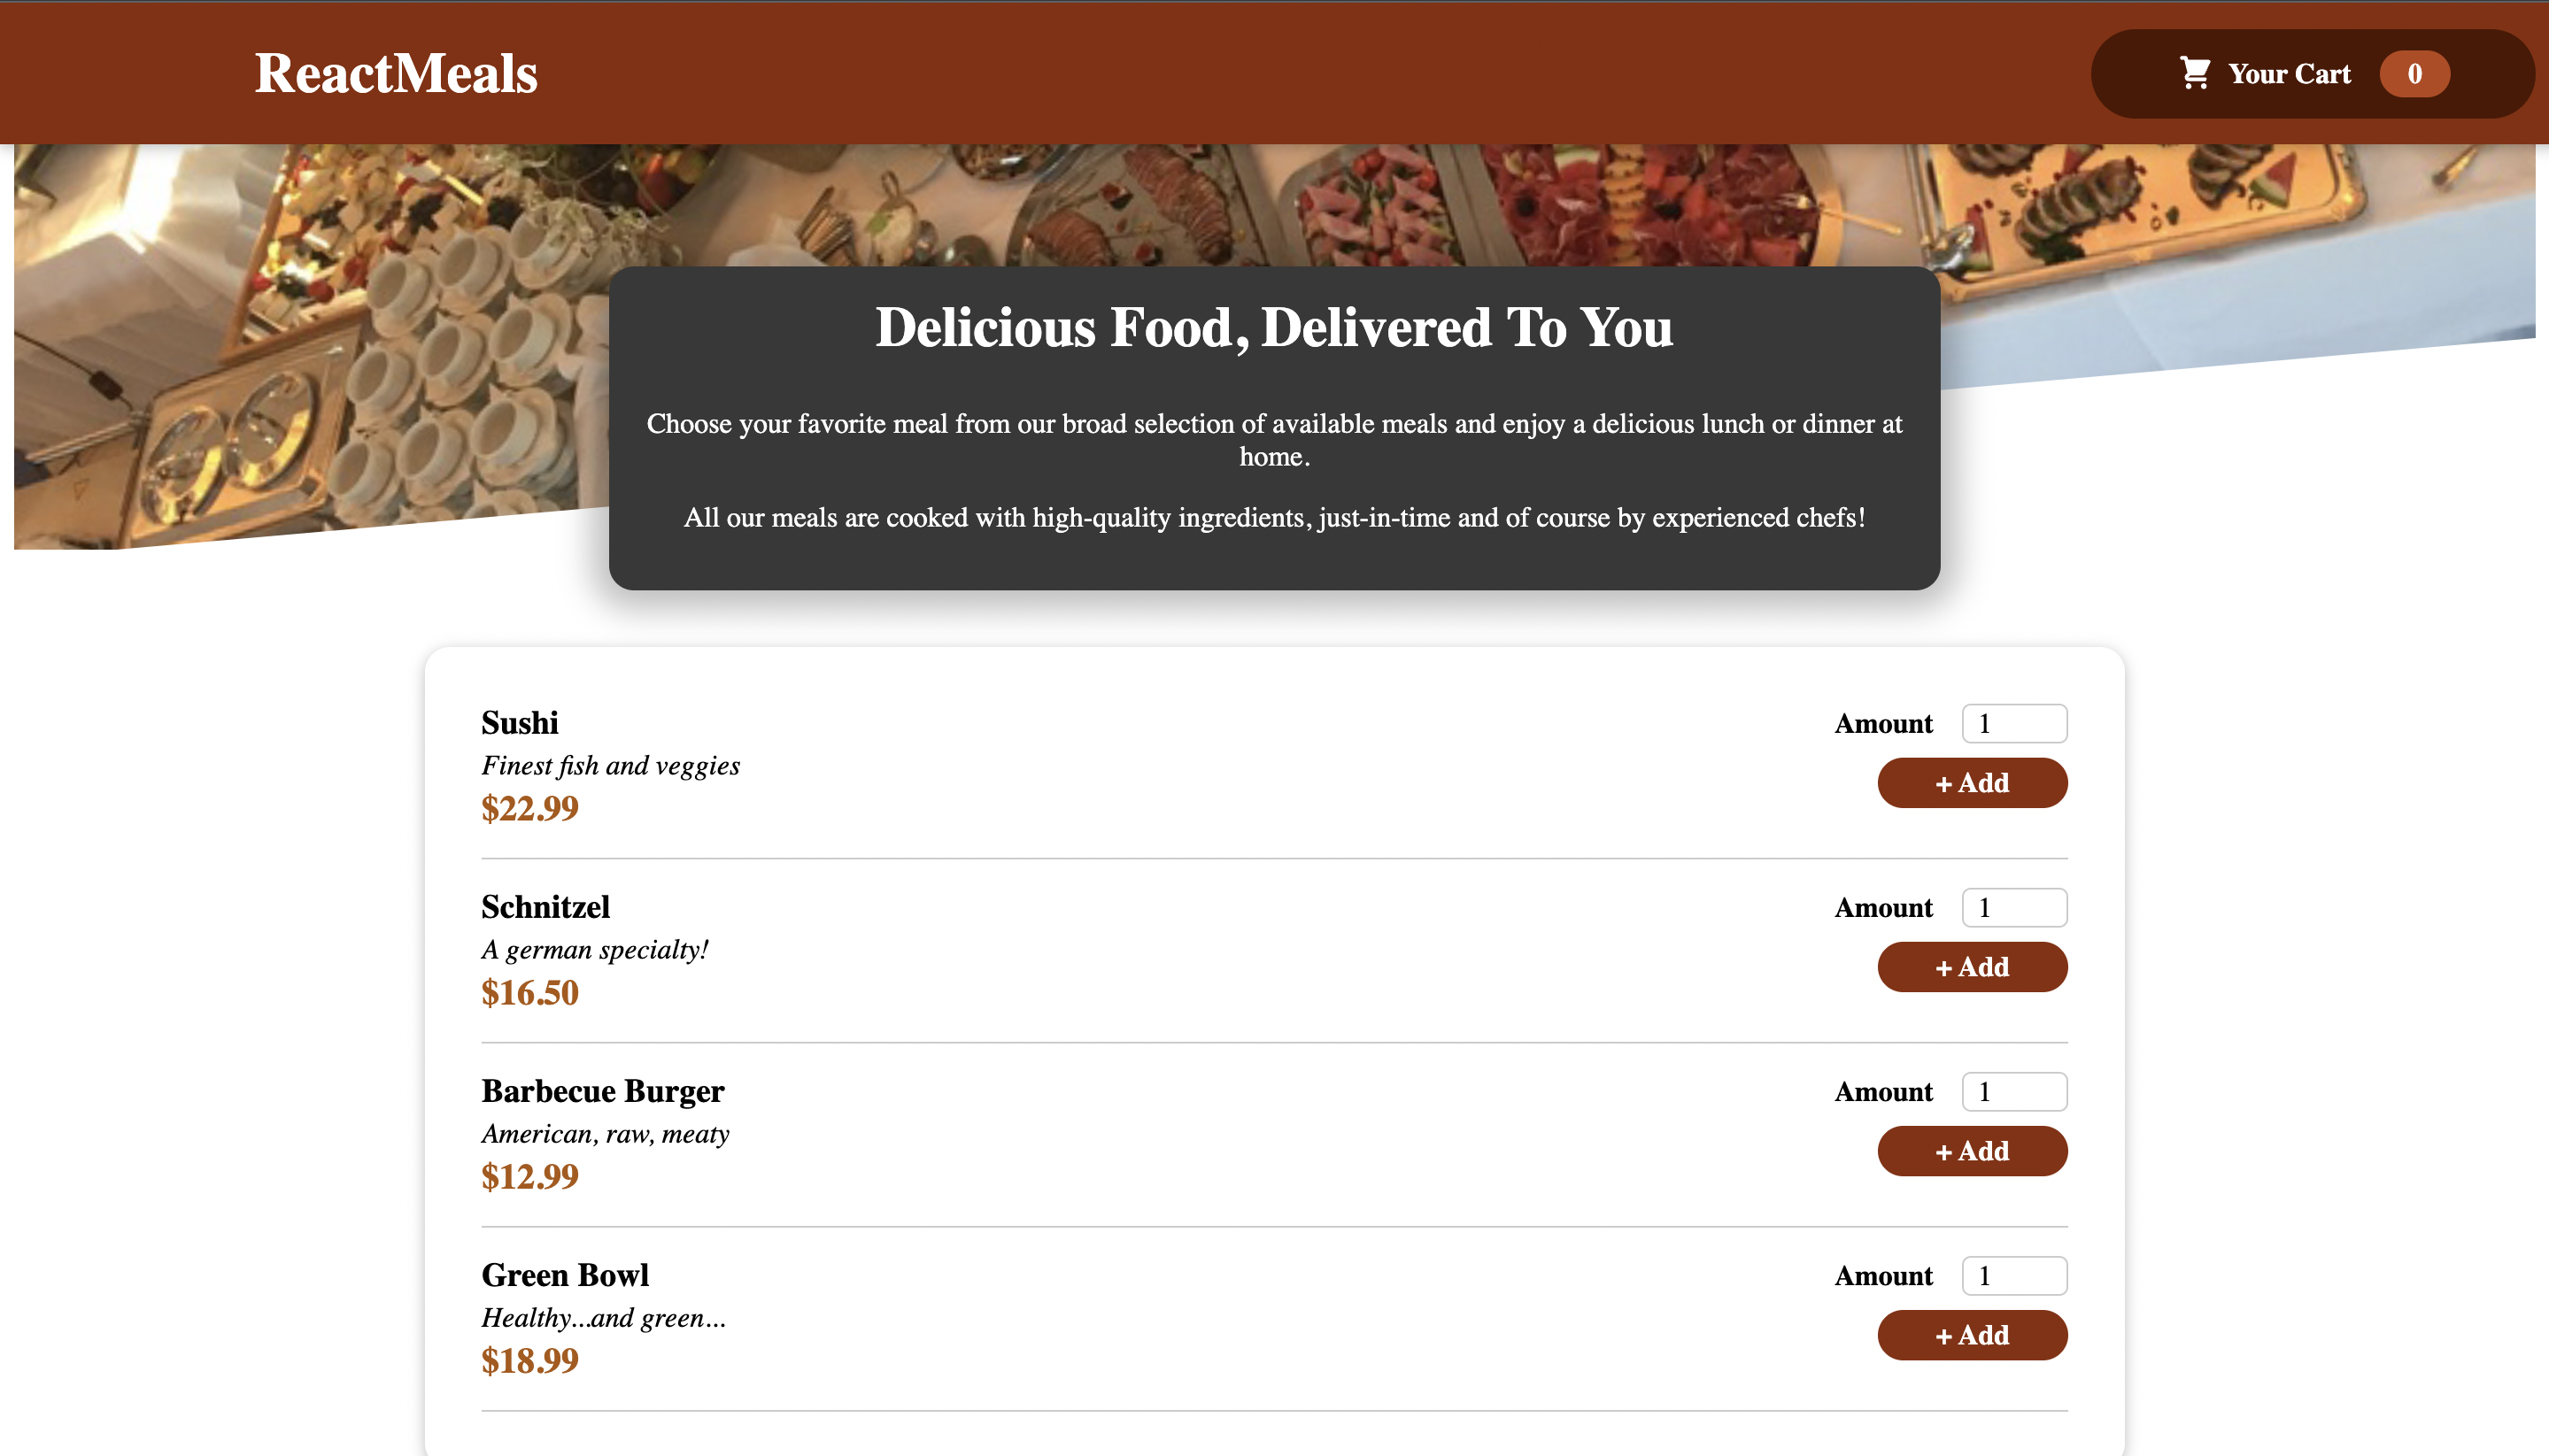 ReactMeals
Your Cart 0
Delicious Food, Delivered To You
Choose your favorite meal from our broad selection of available meals and enjoy a delicious lunch or dinner at
home.
All our meals are cooked with high-quality ingredients, just-in-time and of course by experienced chefs!
Sushi
Finest fish and veggies
$22.99
Amount 1
+ Add
Schnitzel
A german specialty!
$16.50
Amount 1
+ Add
Barbecue Burger
American, raw, meaty
$12.99
Amount 1
+ Add
Green Bowl
Healthy...and green...
$18.99
Amount 1
+ Add